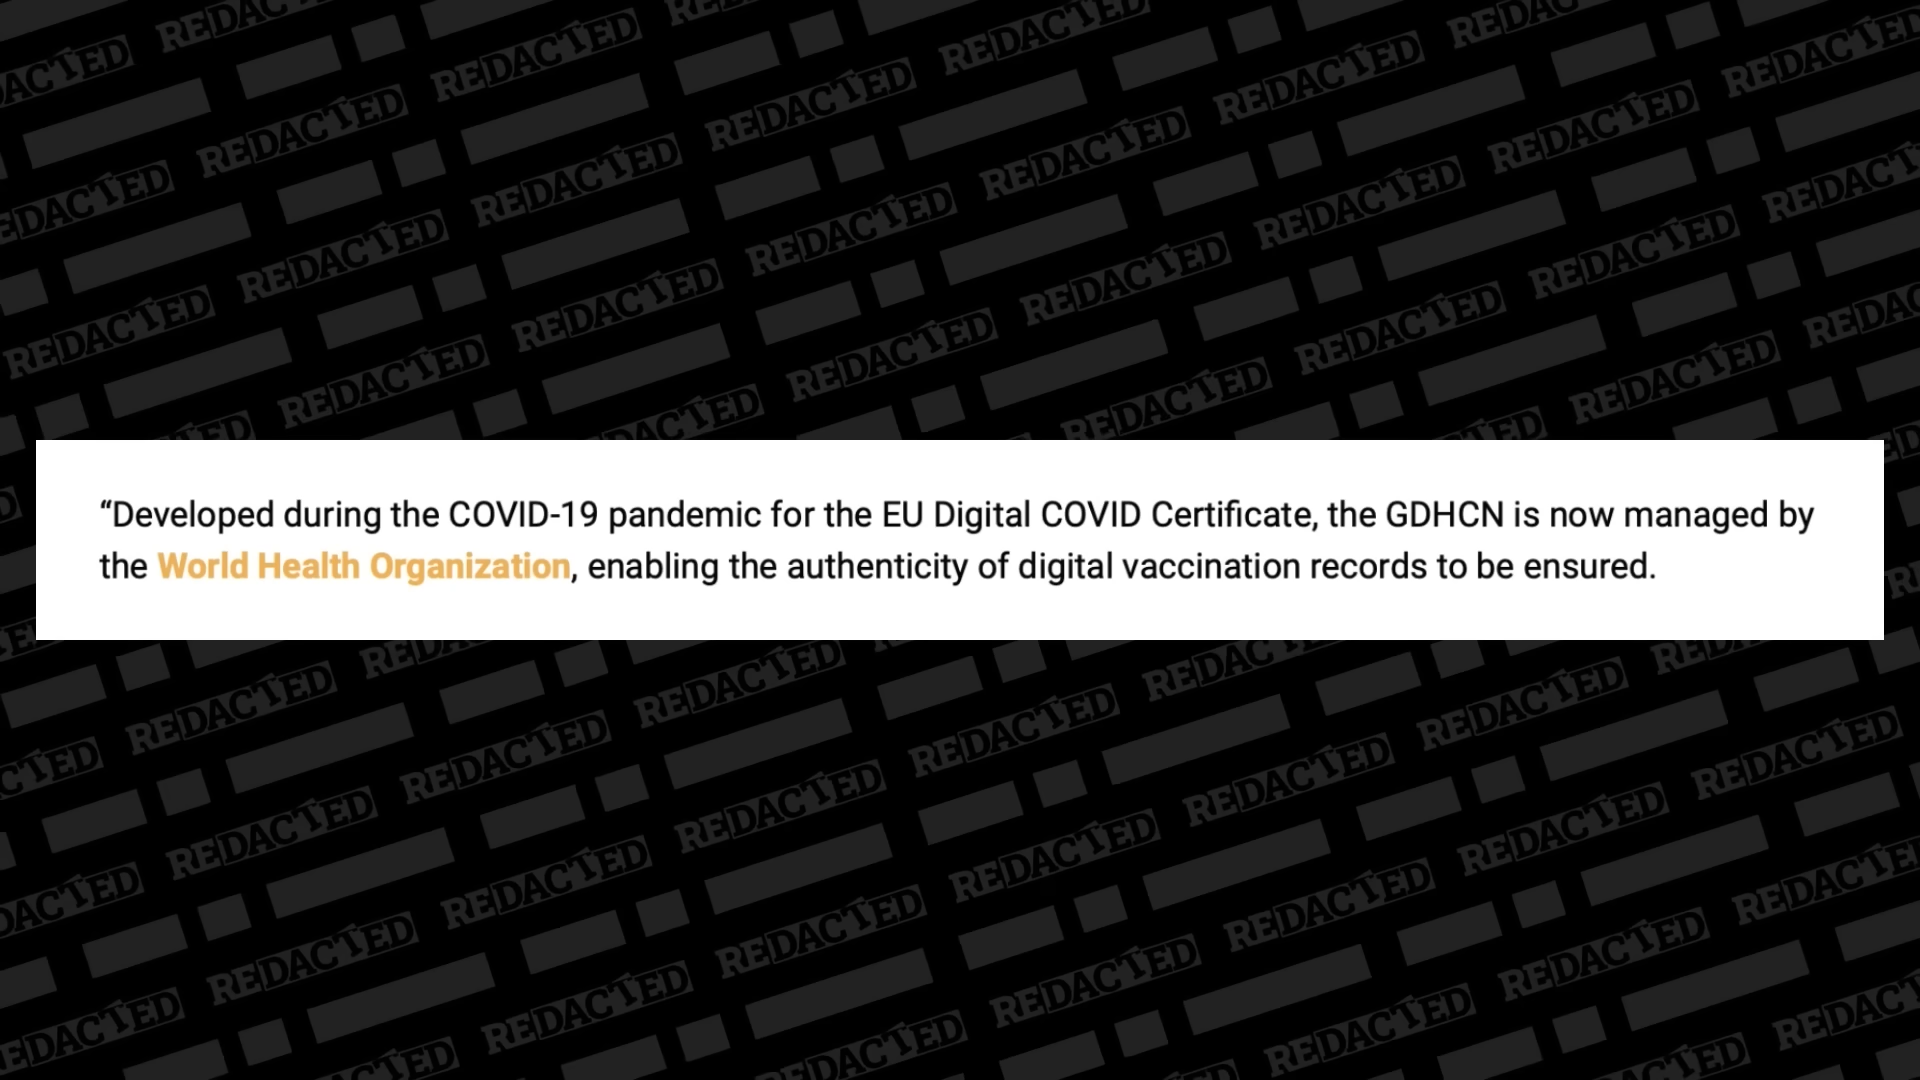 “Developed during the COVID-19 pandemic for the EU Digital COVID Certificate, the GDHCN is now managed by
the World Health Organization, enabling the authenticity of digital vaccination records to be ensured.
REDACTED